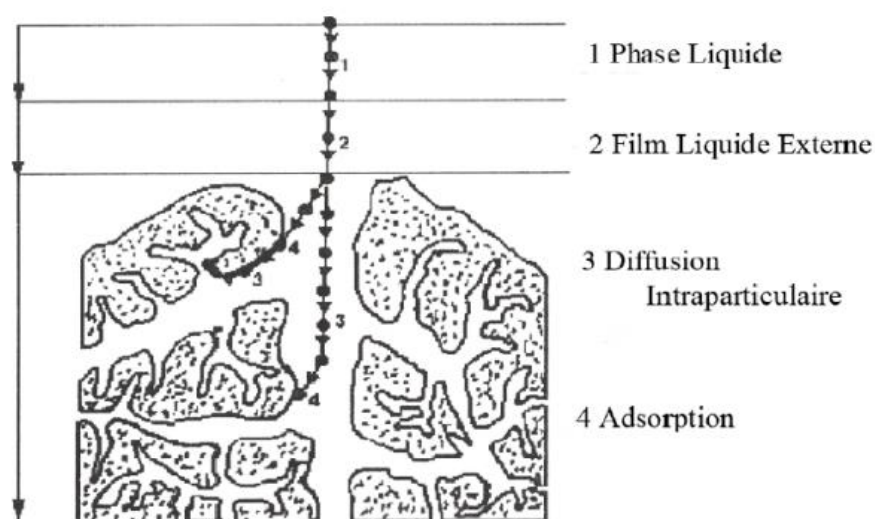 1
1 Phase Liquide
2
2 Film Liquide Externe
4
3
3 Diffusion
Intraparticulaire
3
4
4 Adsorption